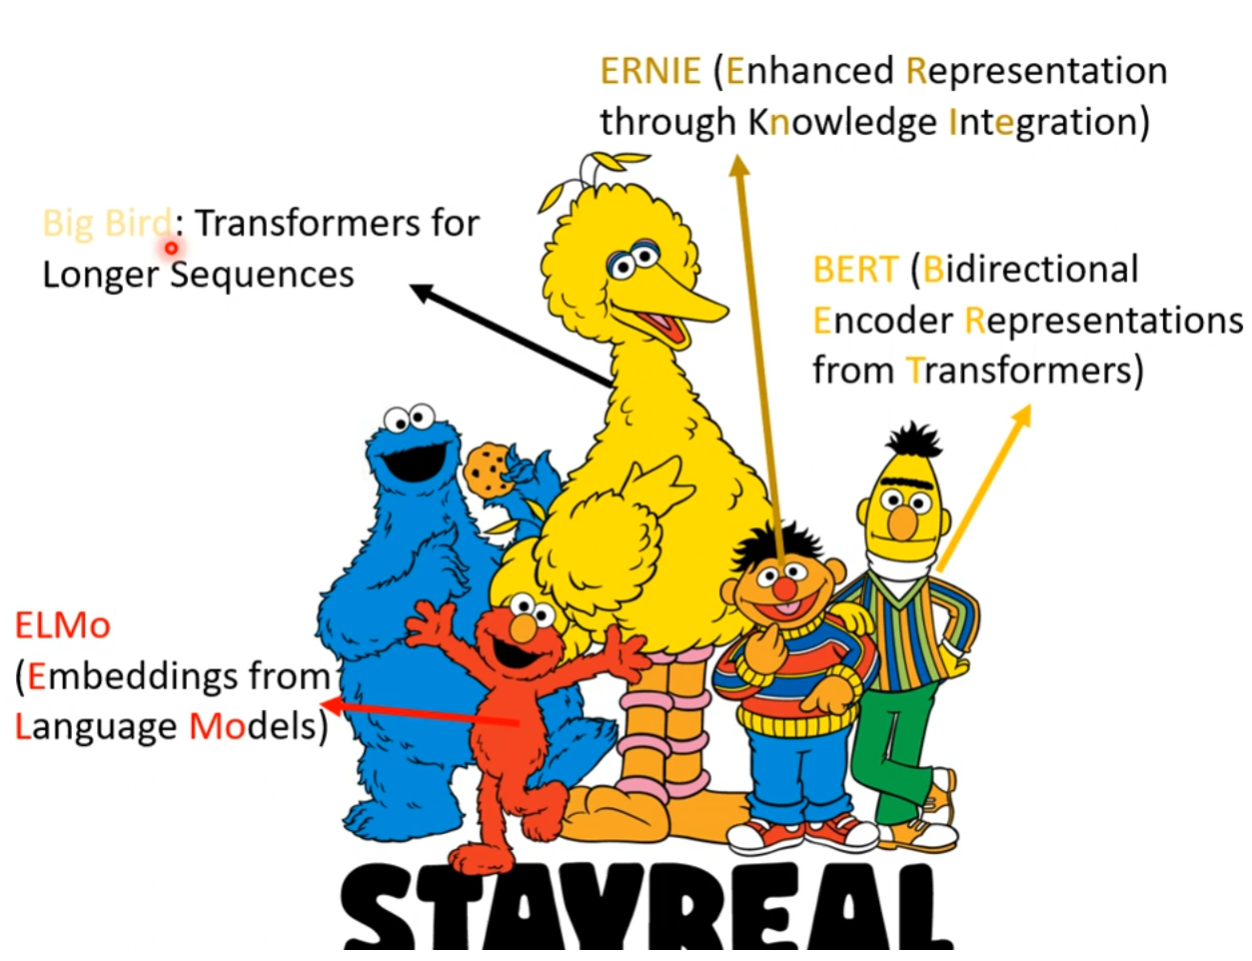 ERNIE (Enhanced Representation
through Knowledge Integration)
Big Bird: Transformers for
Longer Sequences
BERT (Bidirectional
Encoder Representations
from Transformers)
ELMo
(Embeddings from
Language Models)
STAYREAL